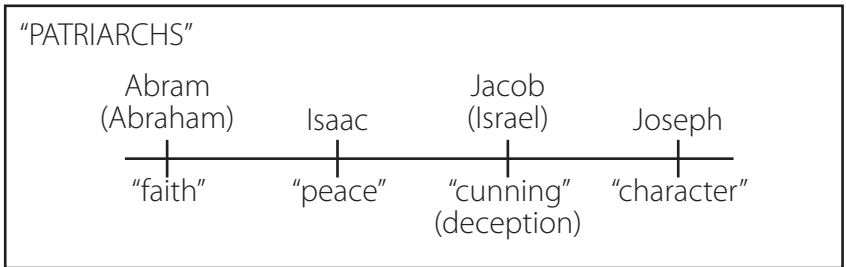 “PATRIARCHS”
Abram
(Abraham)
Isaac
Jacob
(Israel)
Joseph
“faith”
“peace”
“cunning”
(deception)
“character”